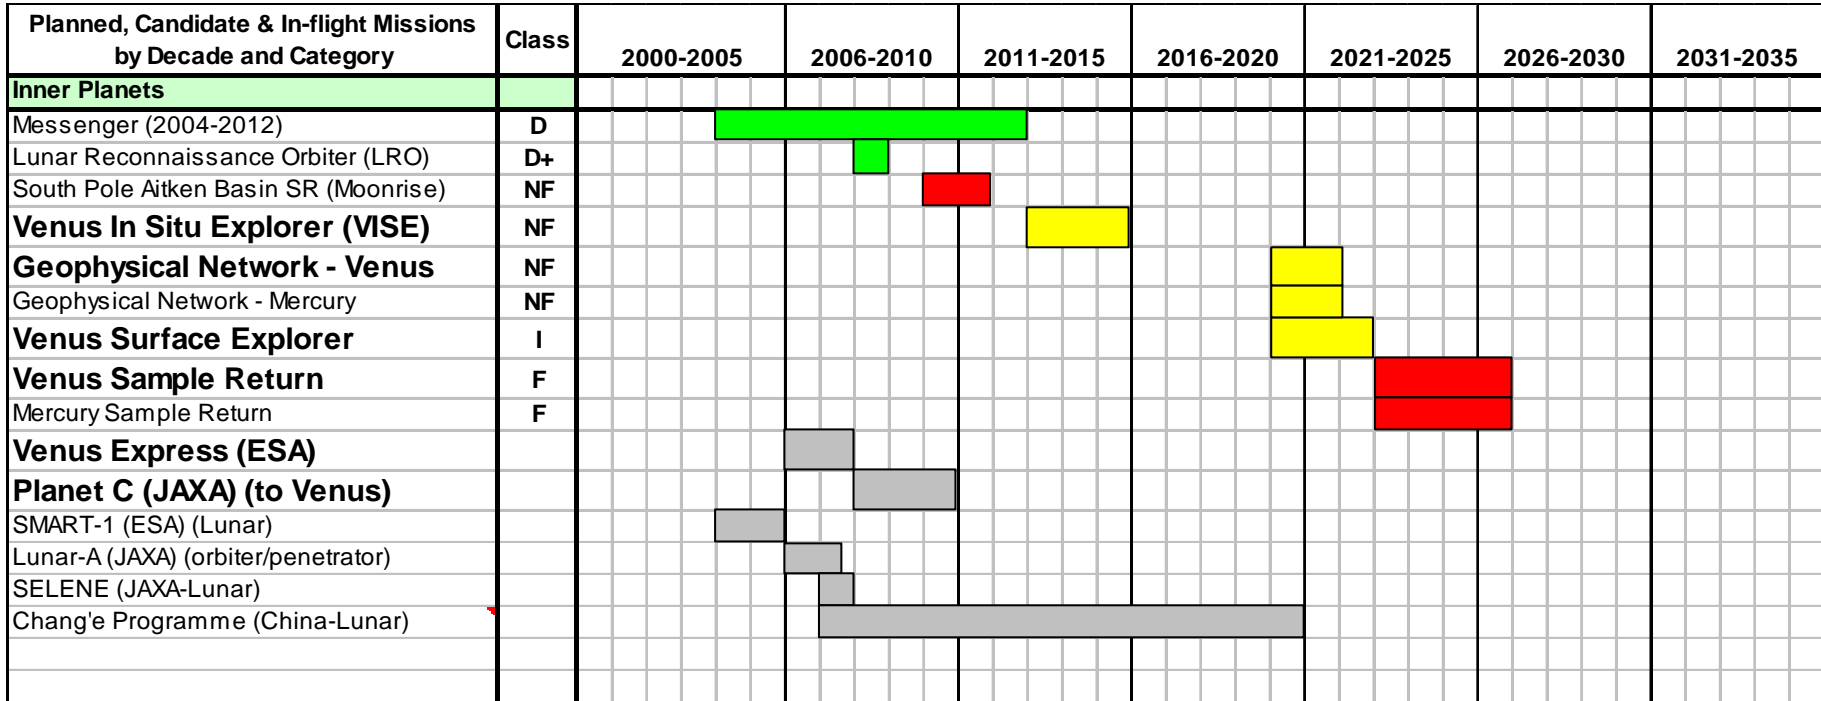 Planned, Candidate & In-flight Missions
by Decade and Category
Class
2000-2005
2006-2010
2011-2015
2016-2020
2021-2025
2026-2030
2031-2035
Inner Planets
Messenger (2004-2012) D
Lunar Reconnaissance Orbiter (LRO) D+
South Pole Aitken Basin SR (Moonrise) NF
Venus In Situ Explorer (VISE) NF
Geophysical Network - Venus NF
Geophysical Network - Mercury NF
Venus Surface Explorer I
Venus Sample Return F
Mercury Sample Return F
Venus Express (ESA)
Planet C (JAXA) (to Venus)
SMART-1 (ESA) (Lunar)
Lunar-A (JAXA) (orbiter/penetrator)
SELENE (JAXA-Lunar)
Chang'e Programme (China-Lunar)